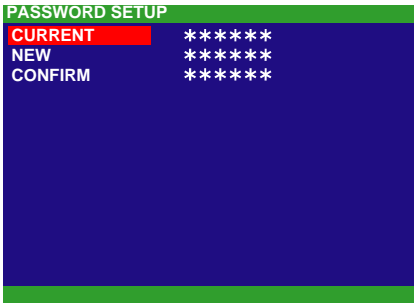 PASSWORD SETUP
CURRENT ******
NEW ******
CONFIRM ******